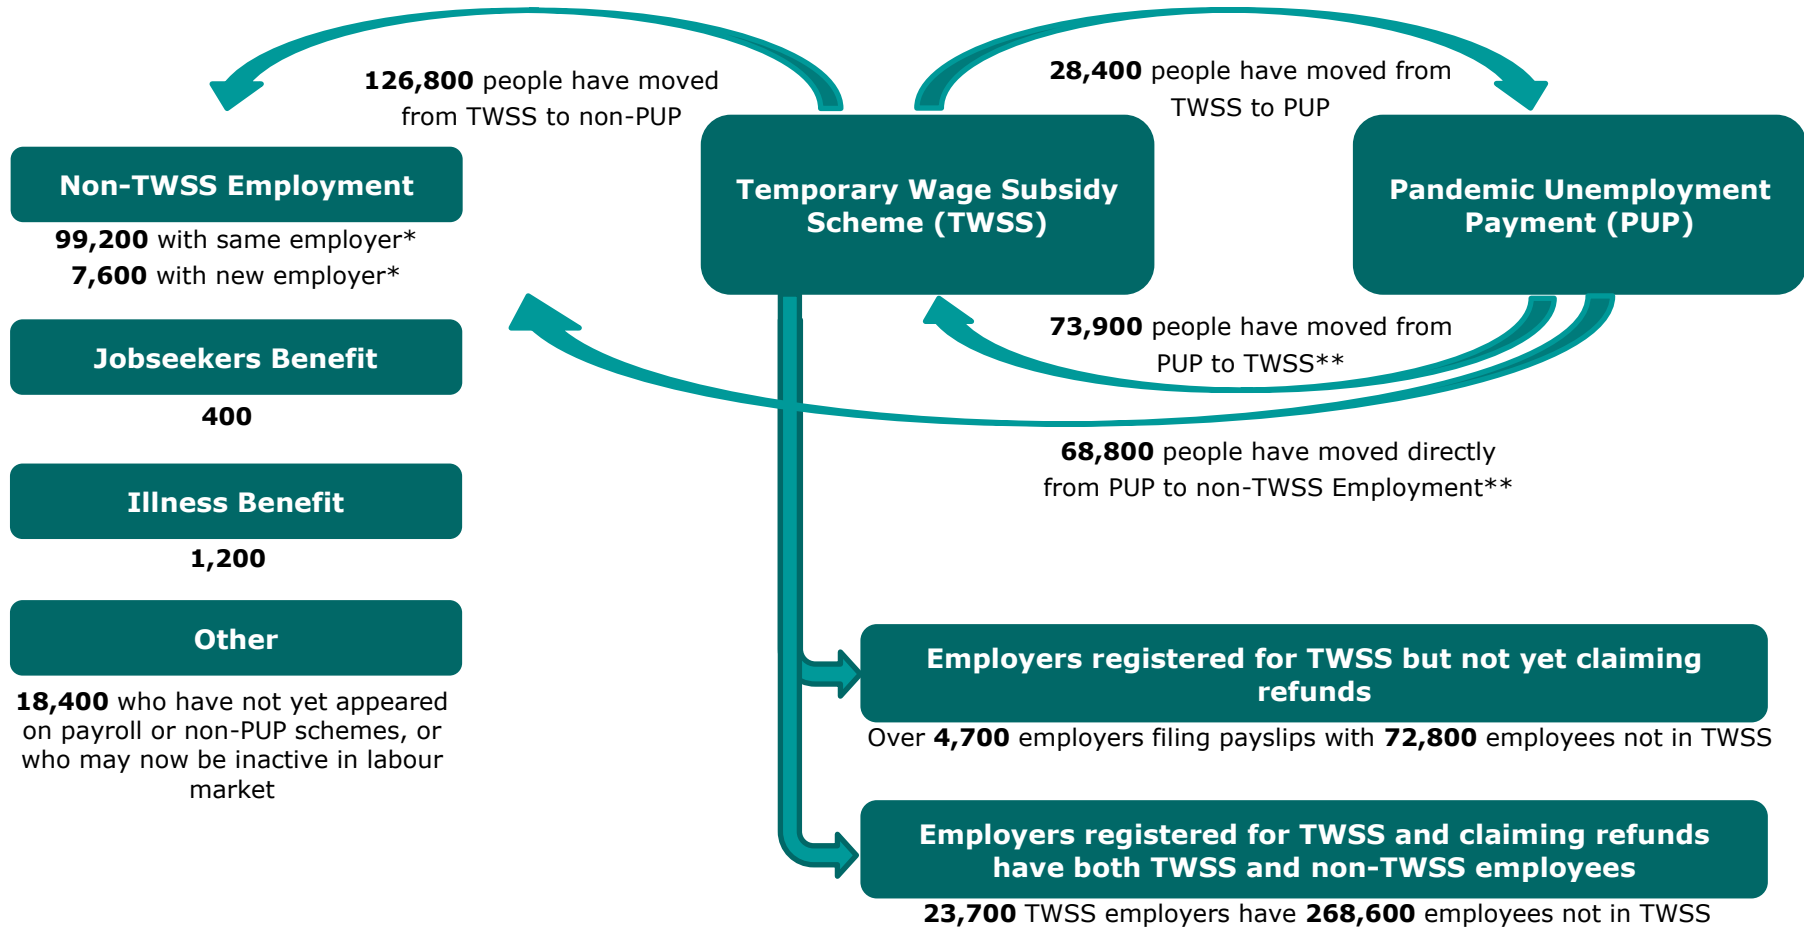 126,800 people have moved
from TWSS to non-PUP
28,400 people have moved from
TWSS to PUP
Non-TWSS Employment
99,200 with same employer*
7,600 with new employer*
Temporary Wage Subsidy
Scheme (TWSS)
Pandemic Unemployment
Payment (PUP)
73,900 people have moved from
PUP to TWSS**
Jobseekers Benefit
400
68,800 people have moved directly
from PUP to non-TWSS Employment**
Illness Benefit
1,200
Other
18,400 who have not yet appeared
on payroll or non-PUP schemes, or
who may now be inactive in labour
market
Employers registered for TWSS but not yet claiming
refunds
Over 4,700 employers filing payslips with 72,800 employees not in TWSS
Employers registered for TWSS and claiming refunds
have both TWSS and non-TWSS employees
23,700 TWSS employers have 268,600 employees not in TWSS